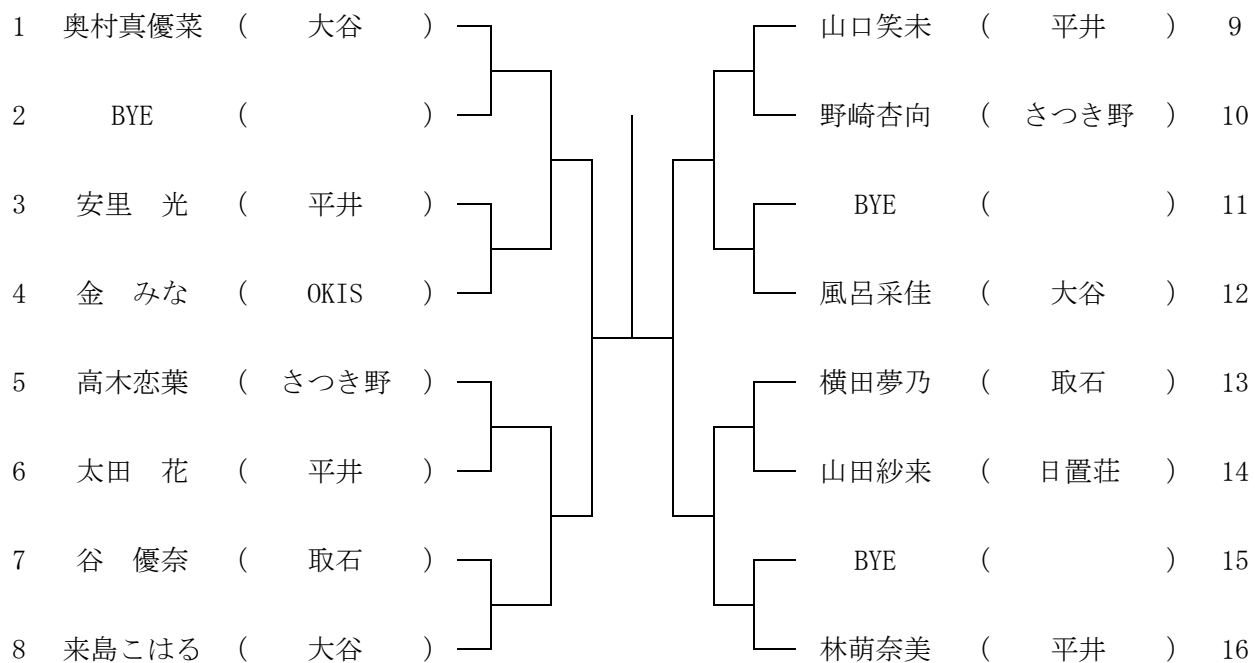 1 奥村真優菜 ( 大谷 ) 山口笑未 ( 平井 ) 9
2 BYE ( ) 野崎杏向 ( さつき野 ) 10
3 安里 光 ( 平井 ) BYE ( ) 11
4 金 みな ( OKIS ) 風呂采佳 ( 大谷 ) 12
5 高木恋葉 ( さつき野 ) 横田夢乃 ( 取石 ) 13
6 太田 花 ( 平井 ) 山田紗来 ( 日置荘 ) 14
7 谷 優奈 ( 取石 ) BYE ( ) 15
8 来島こはる ( 大谷 ) 林萌奈美 ( 平井 ) 16